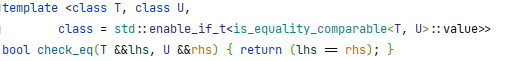 template <class T, class U,
class = std::enable_if_t<is_equality_comparable<T, U>::value>>
bool check_eq(T &&lhs, U &&rhs) { return (lhs == rhs); }